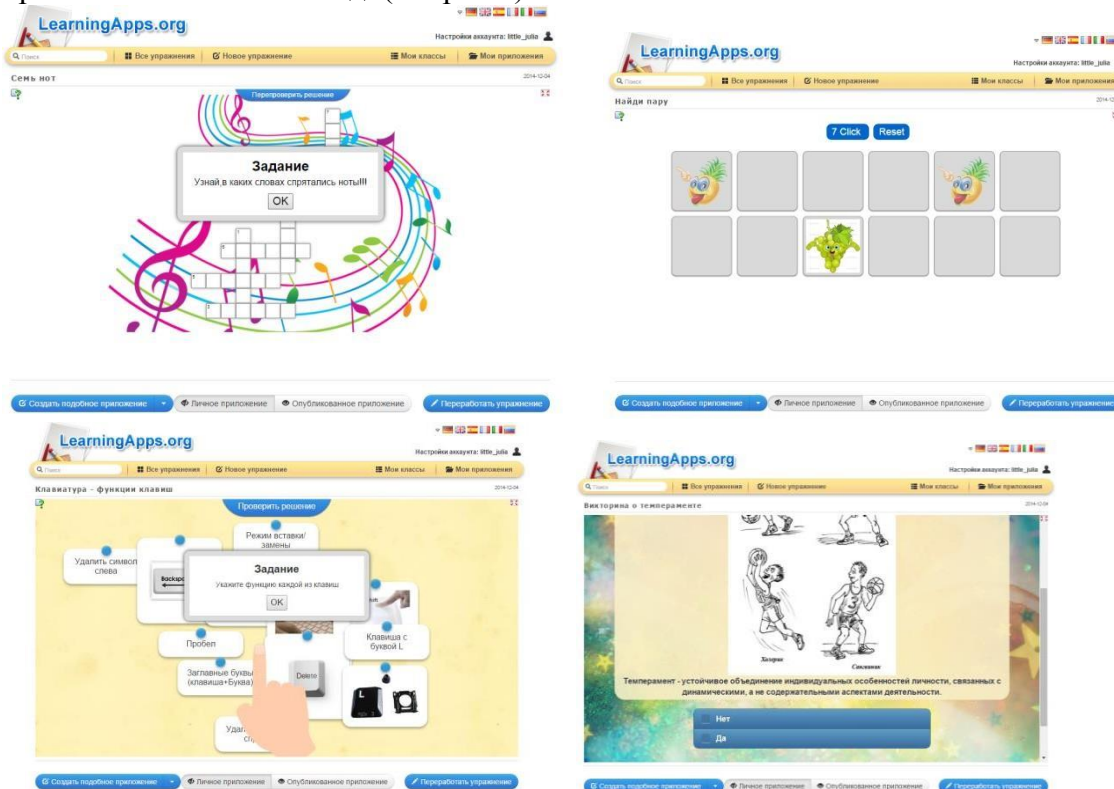 LearningApps.org
Настройки аккаунта: little_julia
Поиск
Все упражнения
Новое упражнение
Мои классы
Мои приложения
Семь нот
2014-12-04
Перепроверить решение
Задание
Узнай,в каких словах спрятались ноты!!!
OK
Создать подобное приложение
Личное приложение
Опубликованное приложение
Переработать упражнение
LearningApps.org
Настройки аккаунта: little_julia
Поиск
Все упражнения
Новое упражнение
Мои классы
Мои приложения
Найди пару
7 Click
Reset
Создать подобное приложение
Личное приложение
Опубликованное приложение
Переработать упражнение
LearningApps.org
Настройки аккаунта: little_julia
Поиск
Все упражнения
Новое упражнение
Мои классы
Мои приложения
Клавиатура - функции клавиш
2014-12-04
Проверить решение
Режим вставки/
замены
Удалить символ
слева
Задание
Укажите функцию каждой из клавиш
OK
Клавиша с
буквой L
Пробел
Заглавные буквы
(клавиша+Буква)
Delete
L
Создать подобное приложение
Личное приложение
Опубликованное приложение
Переработать упражнение
LearningApps.org
Настройки аккаунта: little_julia
Поиск
Все упражнения
Новое упражнение
Мои классы
Мои приложения
Викторина о темпераменте
2014-12-04
Холерик
Сангвиник
Темперамент - устойчивое объединение индивидуальных особенностей личности, связанных с
динамическими, а не содержательными аспектами деятельности.
Нет
Да
Создать подобное приложение
Личное приложение
Опубликованное приложение
Переработать упражнение